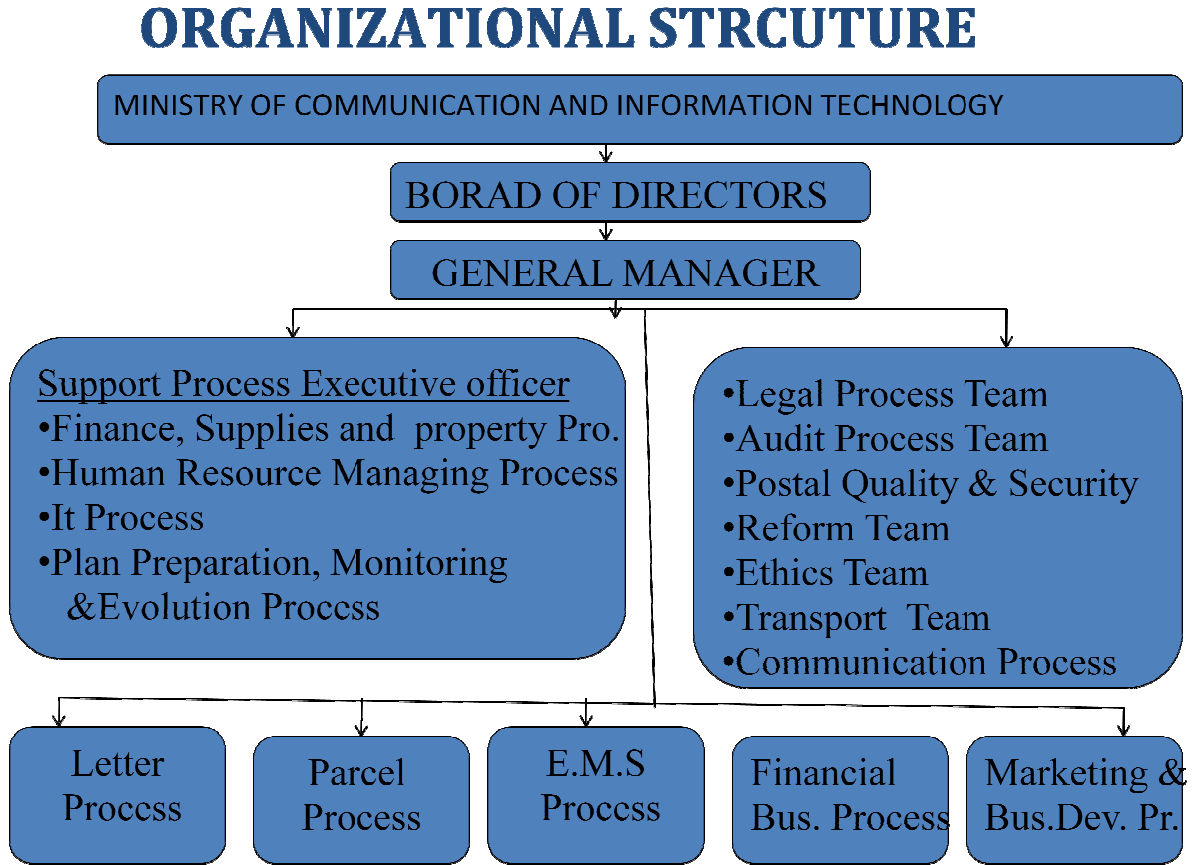 ORGANIZATIONAL STRCUTURE
MINISTRY OF COMMUNICATION AND INFORMATION TECHNOLOGY
BORAD OF DIRECTORS
GENERAL MANAGER
Support Process Executive officer
•Finance, Supplies and property Pro.
•Human Resource Managing Process
•It Process
•Plan Preparation, Monitoring
&Evolution Process
•Legal Process Team
•Audit Process Team
•Postal Quality & Security
•Reform Team
•Ethics Team
•Transport Team
•Communication Process
Letter
Process
Parcel
Process
E.M.S
Process
Financial
Bus. Process
Marketing &
Bus.Dev. Pr.